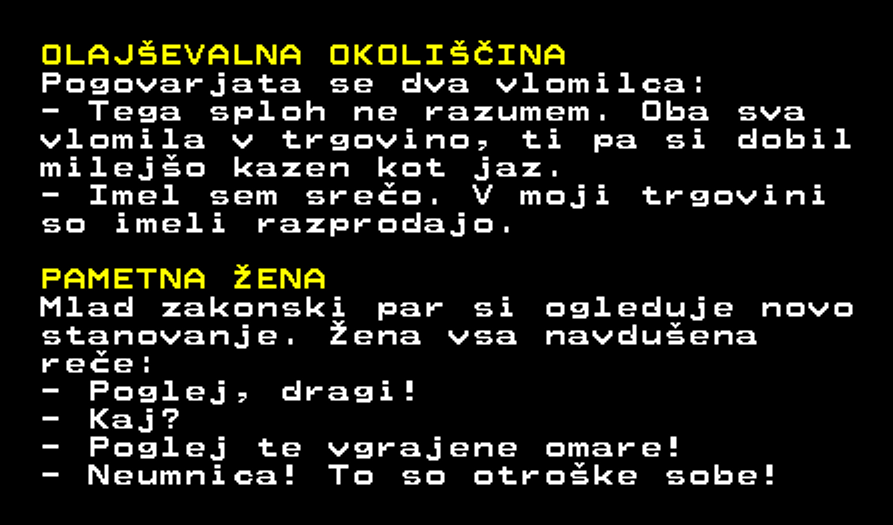 OLAJŠEVALNA OKOLIŠČINA
Pogovarjata se dva vlomilca:
- Tega sploh ne razumem. Oba sva
vlomila v trgovino, ti pa si dobil
milejšo kazen kot jaz.
- Imel sem srečo. V moji trgovini
so imeli razprodajo.
PAMETNA ŽENA
Mlad zakonski par si ogleduje novo
stanovanje. Žena vsa navdušena
reče:
- Poglej, dragi!
- Kaj?
- Poglej te vgrajene omare!
- Neumnica! To so otroške sobe!